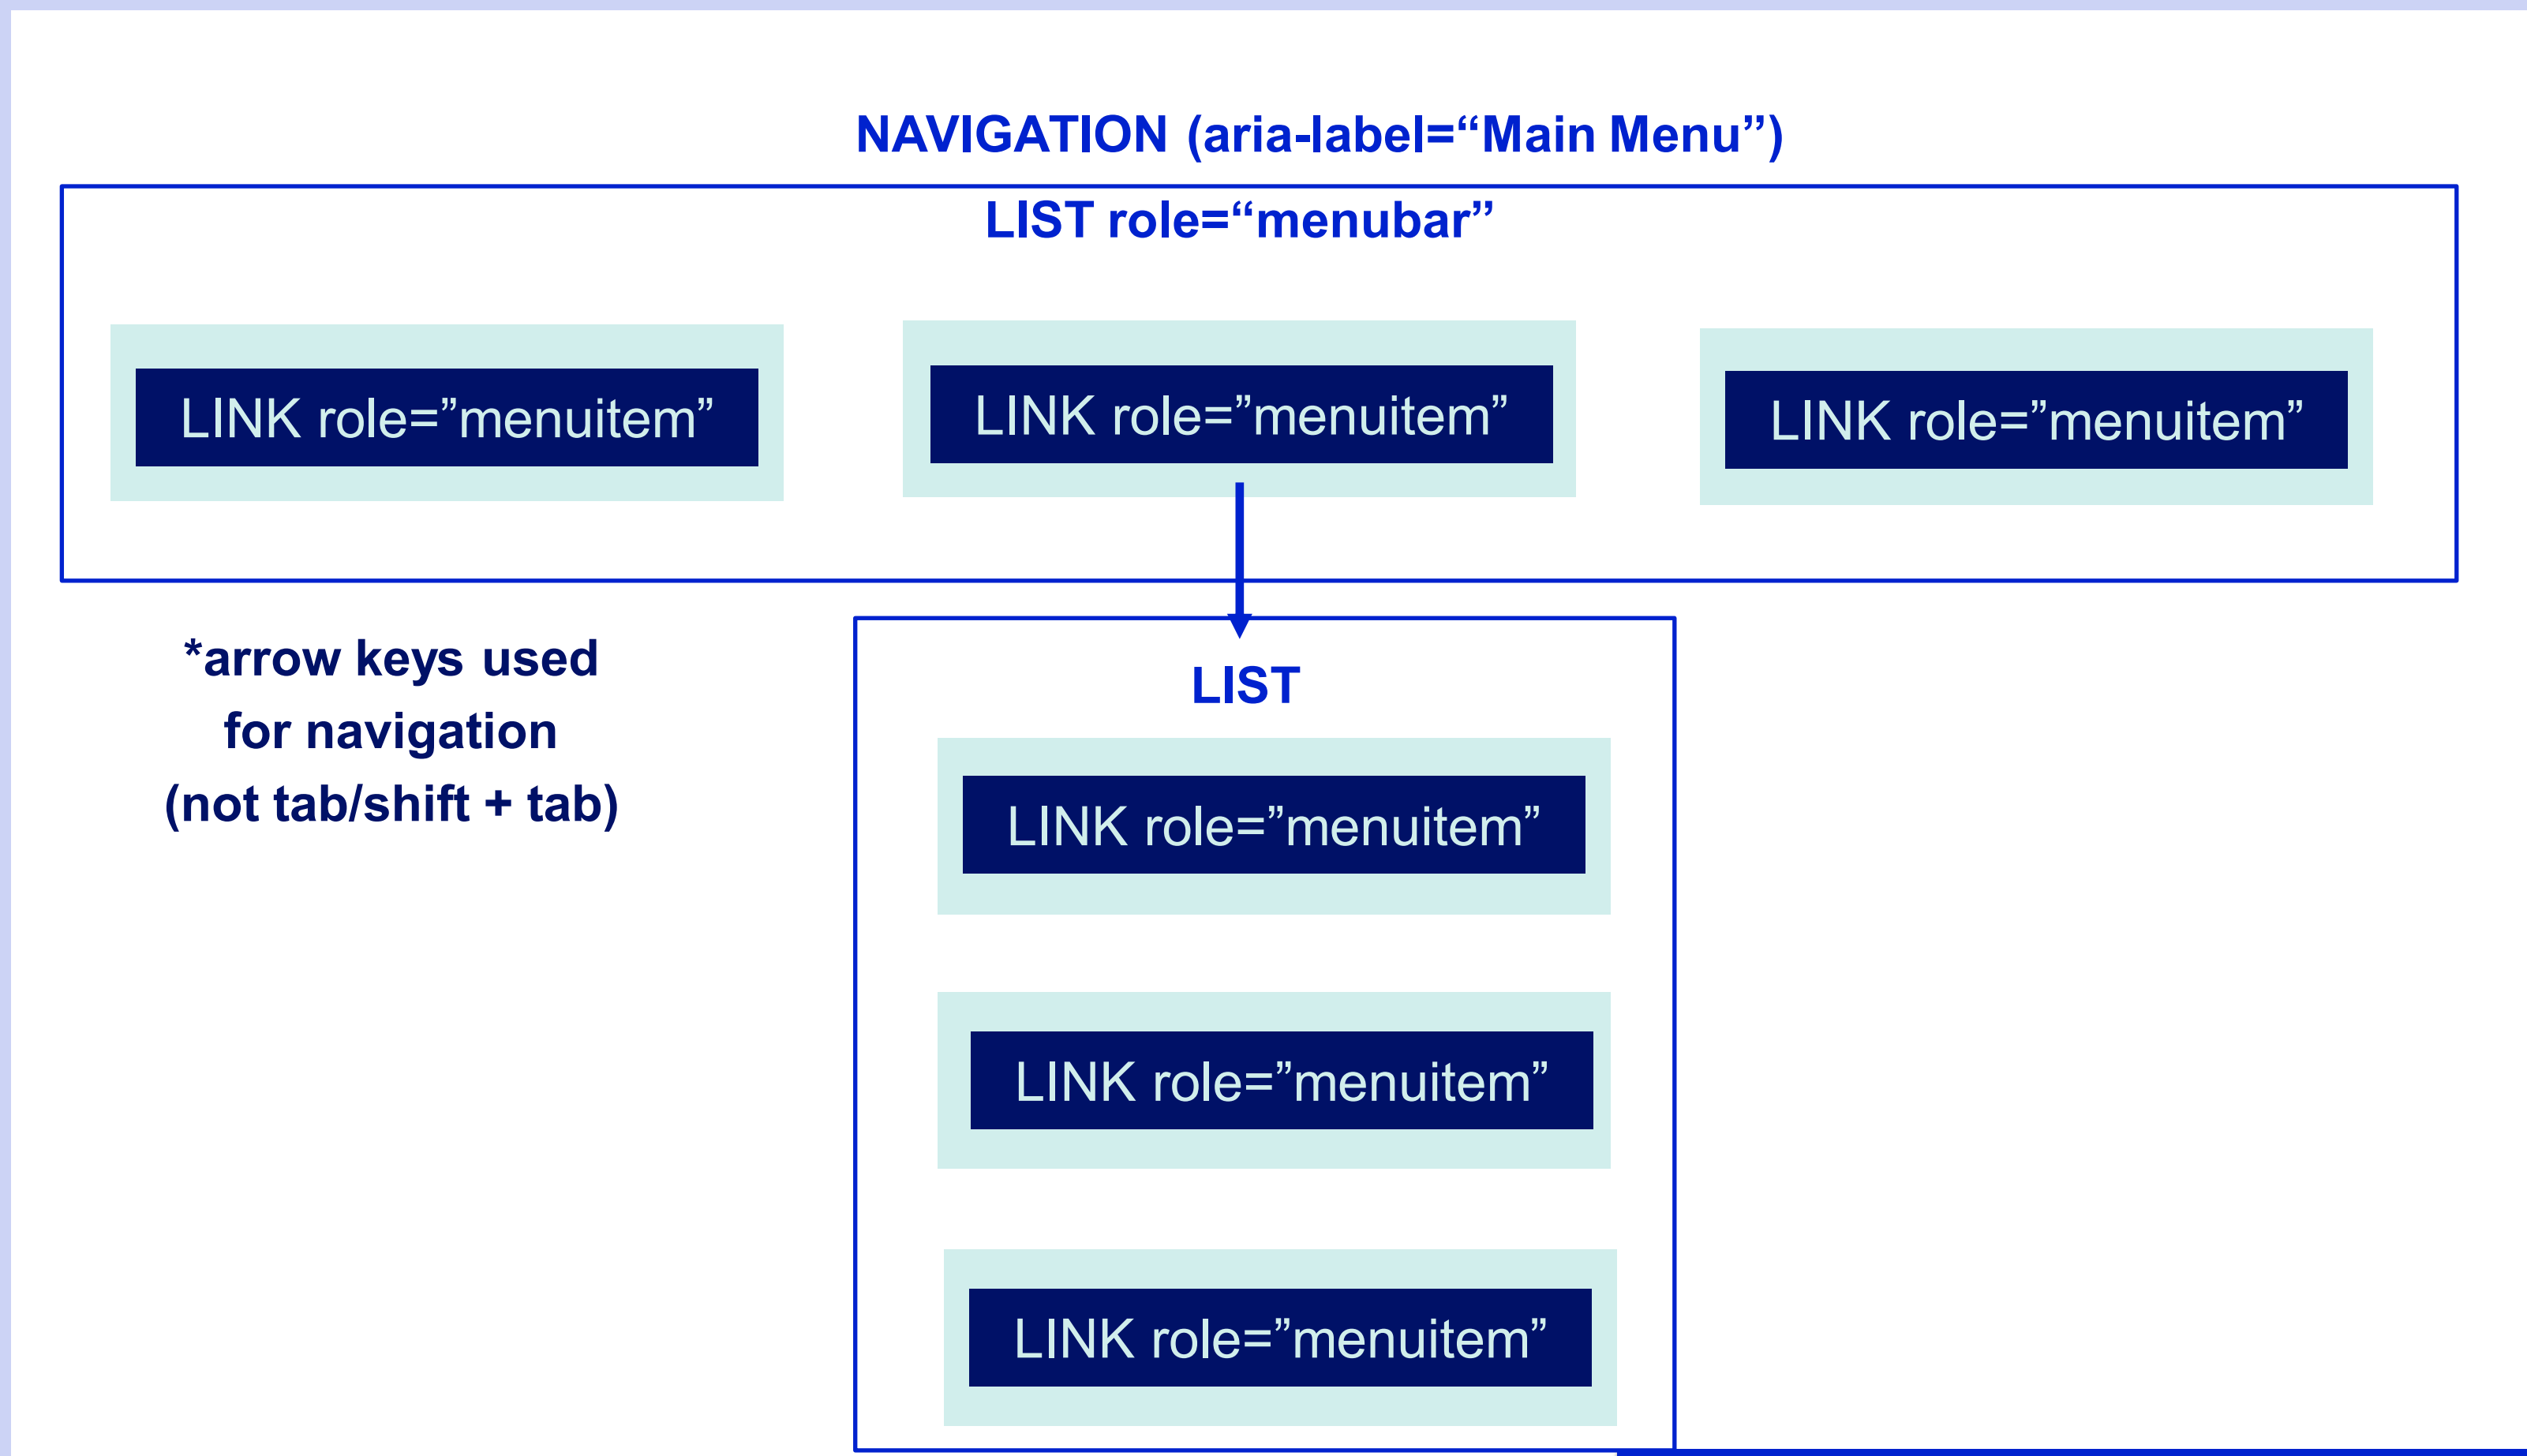 NAVIGATION (aria-label=“Main Menu”)
LIST role=“menubar”
LINK role=”menuitem”
LINK role=”menuitem”
LINK role=”menuitem”
*arrow keys used
for navigation
(not tab/shift + tab)
LIST
LINK role=”menuitem”
LINK role=”menuitem”
LINK role=”menuitem”